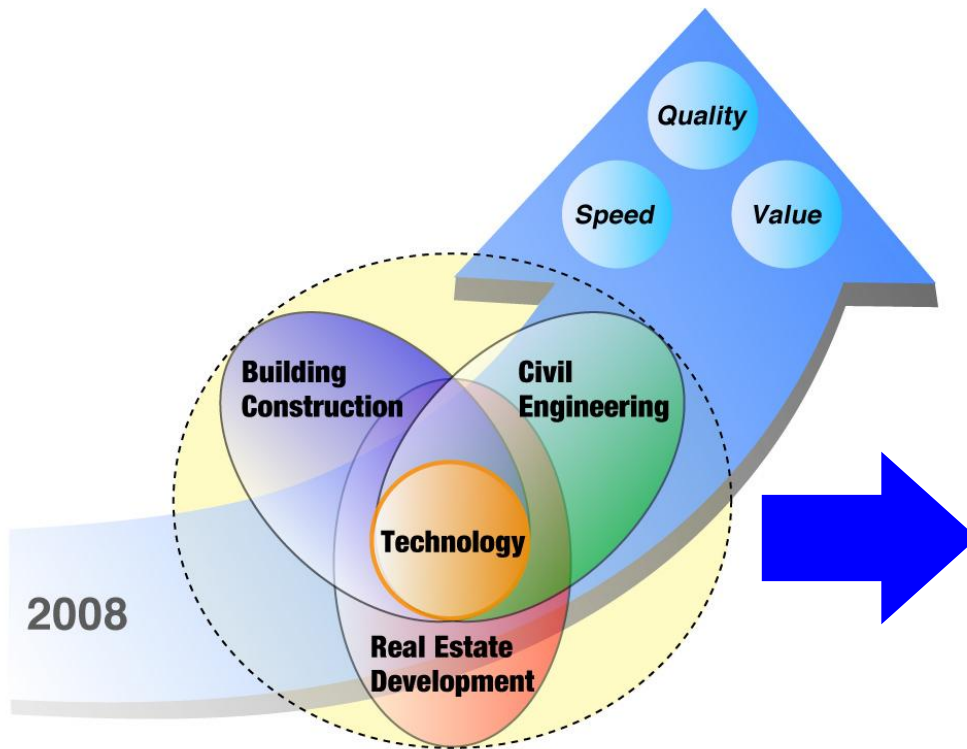 Quality
Speed
Value
Building
Construction
Civil
Engineering
Technology
2008
Real Estate
Development